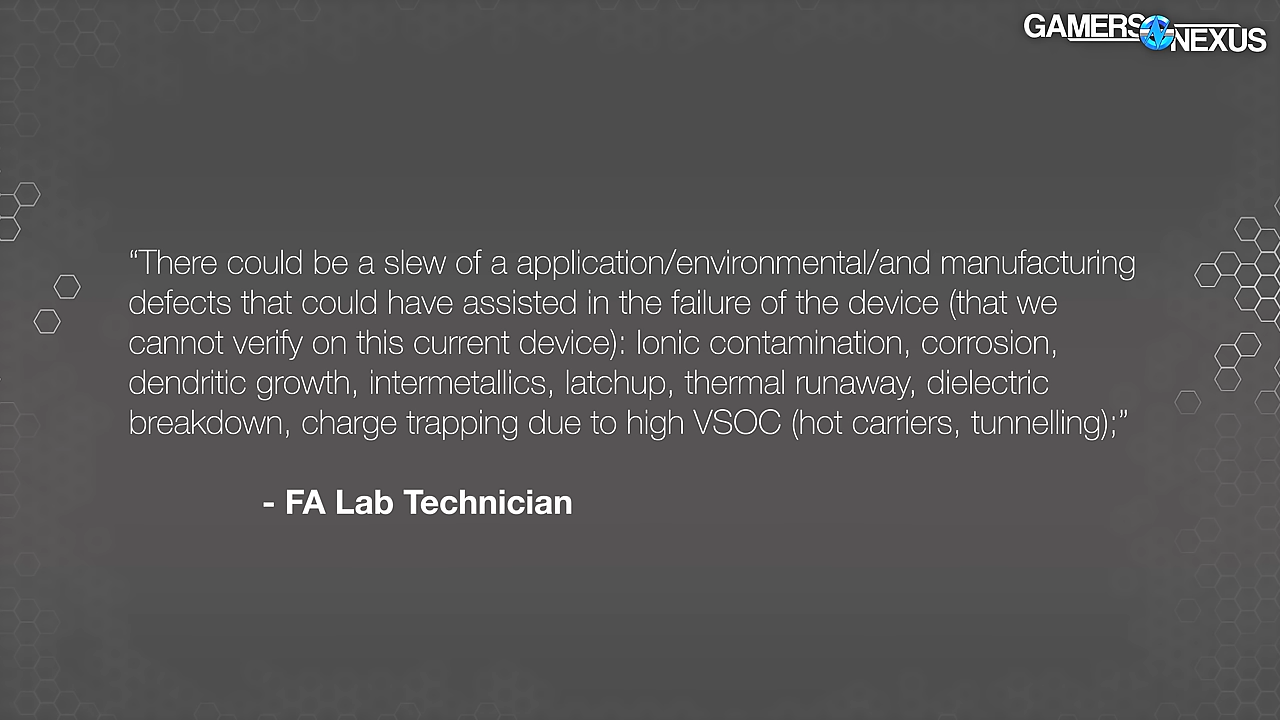 GAMERS NEXUS
“There could be a slew of a application/environmental/and manufacturing
defects that could have assisted in the failure of the device (that we
cannot verify on this current device): Ionic contamination, corrosion,
dendritic growth, intermetallics, latchup, thermal runaway, dielectric
breakdown, charge trapping due to high VSOC (hot carriers, tunnelling);”
- FA Lab Technician